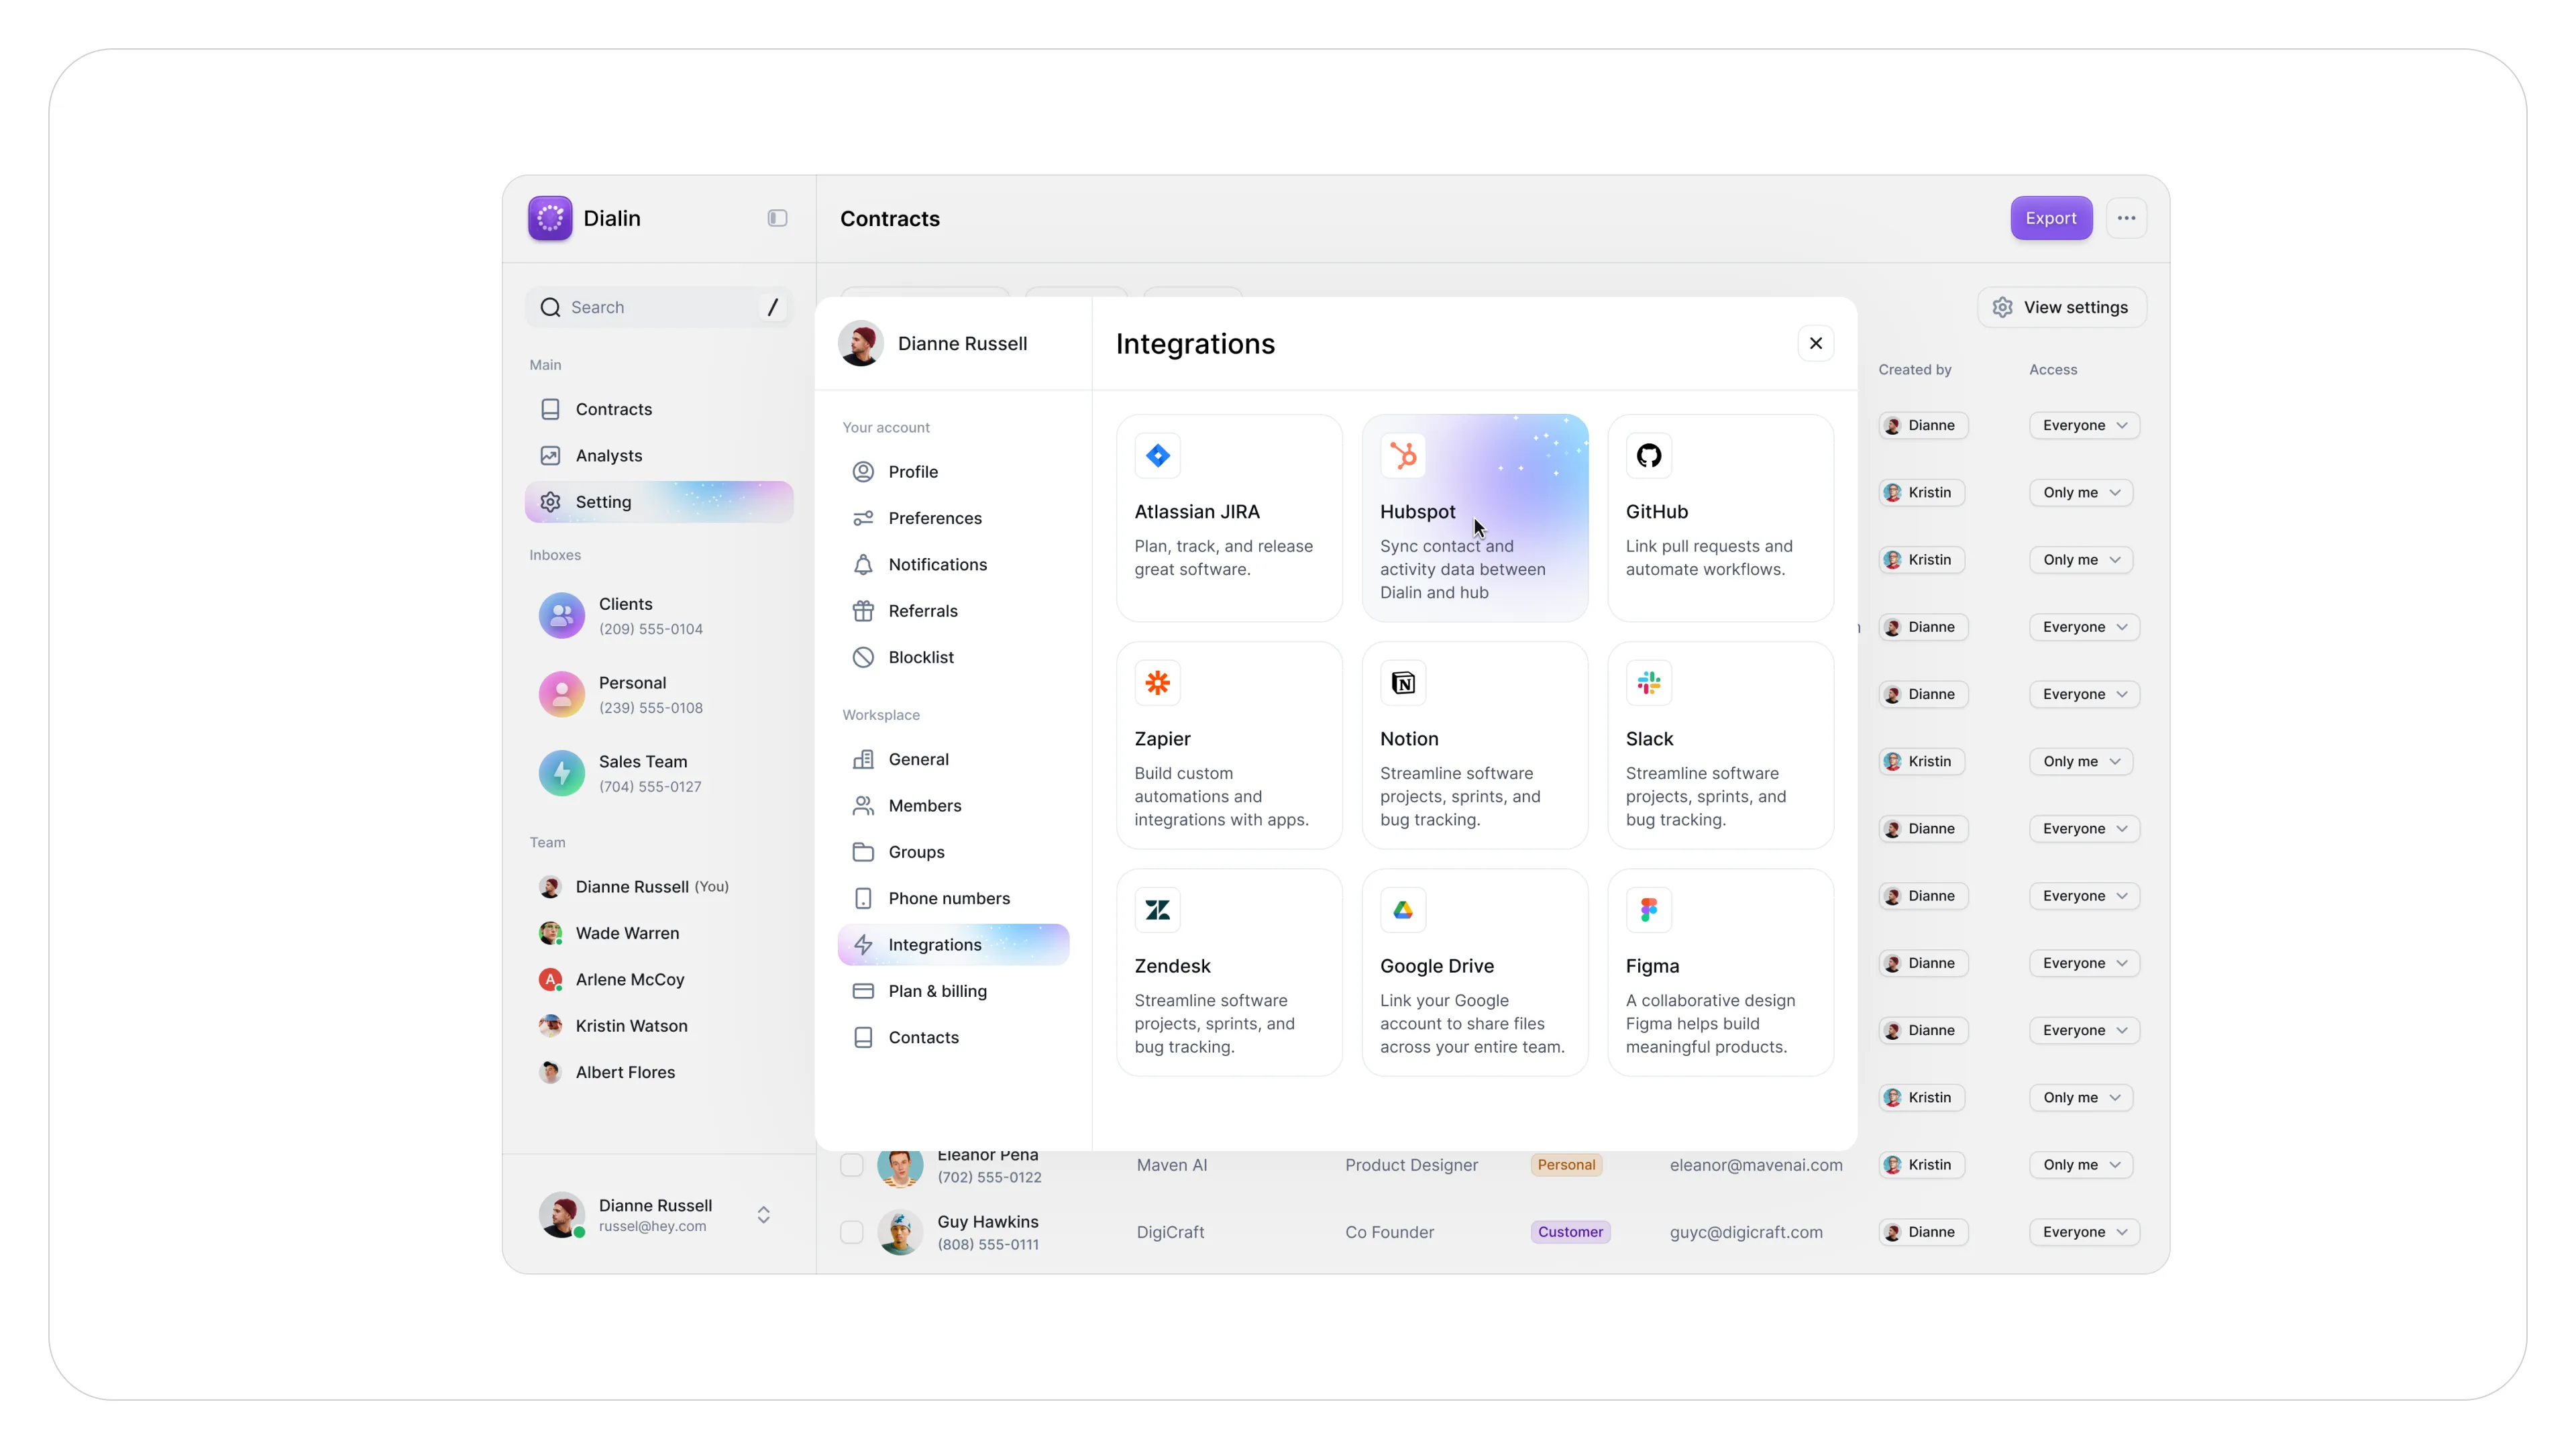 Dialin
Contracts
Export
Search
/
View settings
Main
Contracts
Analysts
Setting
Inboxes
Clients
(209) 555-0104
Personal
(239) 555-0108
Sales Team
(704) 555-0127
Team
Dianne Russell (You)
Wade Warren
A
Arlene McCoy
Kristin Watson
Albert Flores
Dianne Russell
russel@hey.com
Dianne Russell
Your account
Profile
Preferences
Notifications
Referrals
Blocklist
Worksplace
General
Members
Groups
Phone numbers
Integrations
Plan & billing
Contacts
Integrations
Atlassian JIRA
Plan, track, and release
great software.
Hubspot
Sync contact and
activity data between
Dialin and hub
GitHub
Link pull requests and
automate workflows.
Zapier
Build custom
automations and
integrations with apps.
Notion
Streamline software
projects, sprints, and
bug tracking.
Slack
Streamline software
projects, sprints, and
bug tracking.
Zendesk
Streamline software
projects, sprints, and
bug tracking.
Google Drive
Link your Google
account to share files
across your entire team.
Figma
A collaborative design
Figma helps build
meaningful products.
Created by Access
Dianne Everyone
Kristin Only me
Kristin Only me
Dianne Everyone
Dianne Everyone
Kristin Only me
Dianne Everyone
Dianne Everyone
Dianne Everyone
Dianne Everyone
Kristin Only me
Eleanor Pena
(702) 555-0122
Maven AI Product Designer Personal eleanor@mavenai.com Kristin Only me
Guy Hawkins
(808) 555-0111
DigiCraft Co Founder Customer guyc@digicraft.com Dianne Everyone